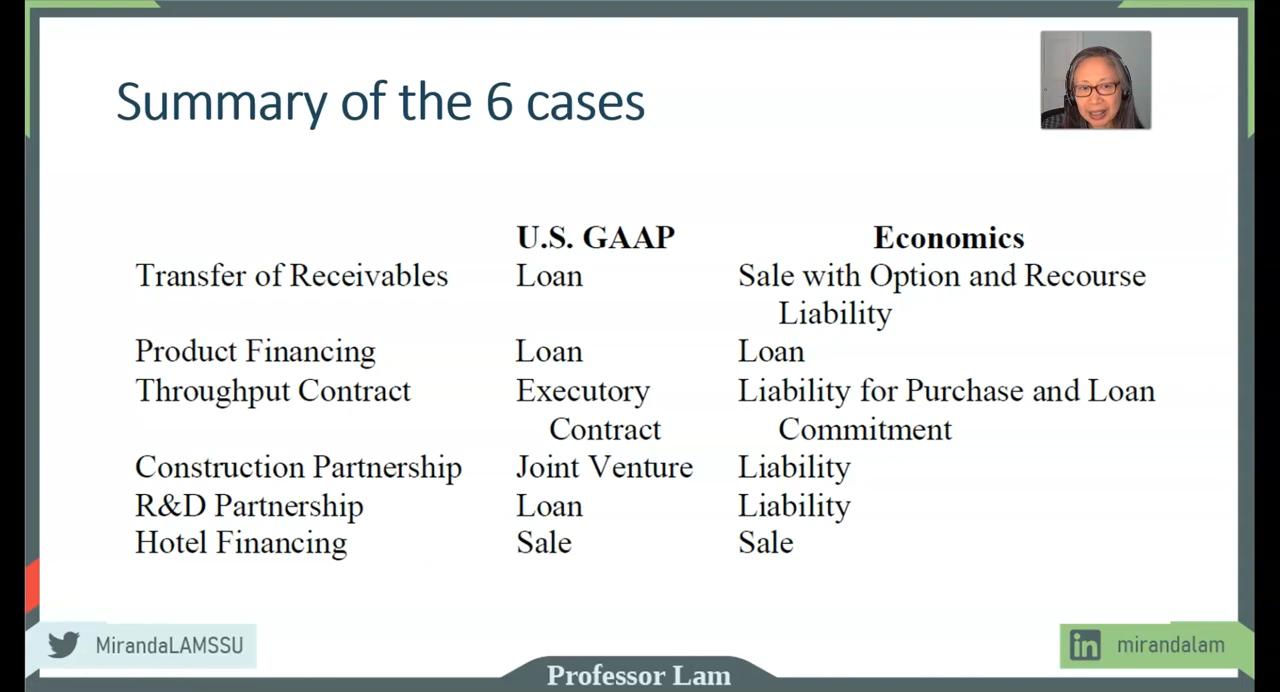 Summary of the 6 cases
U.S. GAAP Economics
Transfer of Receivables Loan Sale with Option and Recourse
Liability
Product Financing Loan Loan
Throughput Contract Executory Liability for Purchase and Loan
Contract Commitment
Construction Partnership Joint Venture Liability
R&D Partnership Loan Liability
Hotel Financing Sale Sale
MirandaLAMSSU
in mirandalam
Professor Lam